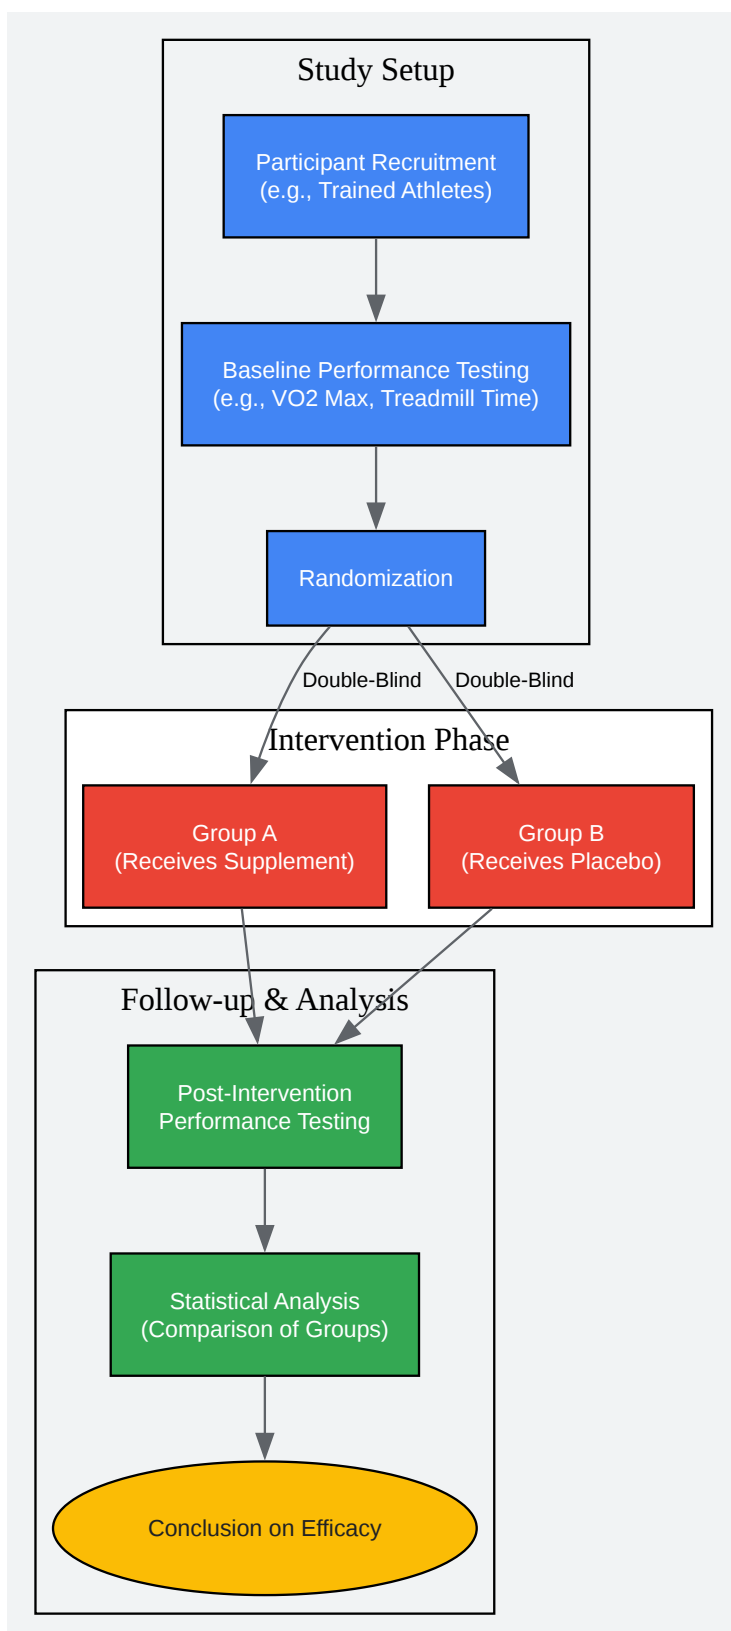 Study Setup
Participant Recruitment
(e.g., Trained Athletes)
Baseline Performance Testing
(e.g., VO2 Max, Treadmill Time)
Randomization
Double-Blind
Double-Blind
Intervention Phase
Group A
(Receives Supplement)
Group B
(Receives Placebo)
Follow-up & Analysis
Post-Intervention
Performance Testing
Statistical Analysis
(Comparison of Groups)
Conclusion on Efficacy